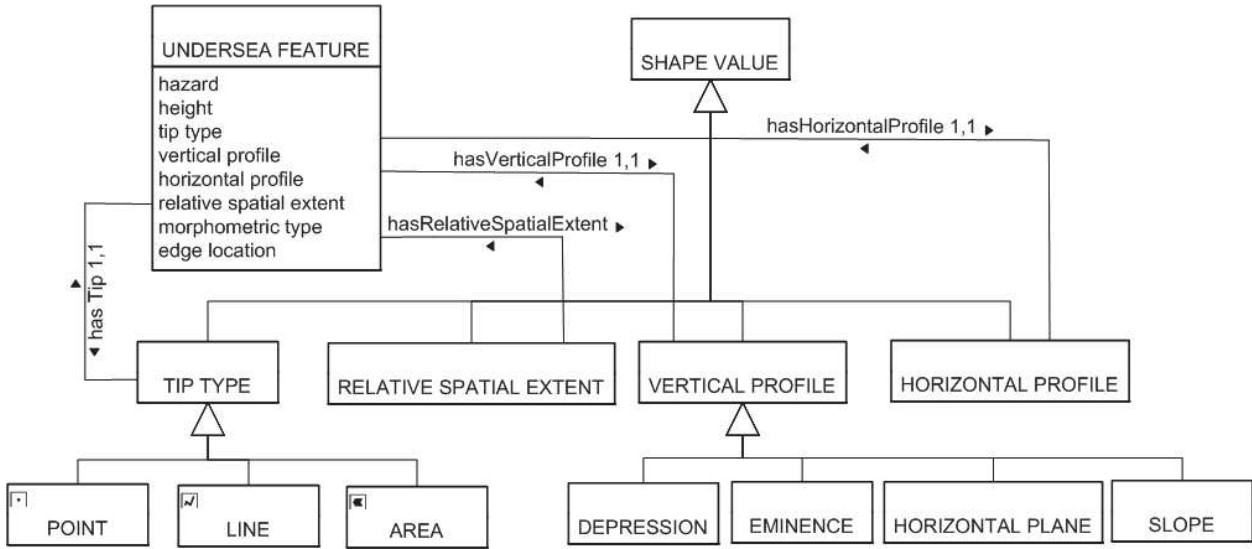 UNDERSEA FEATURE
hazard
height
tip type
vertical profile
horizontal profile
relative spatial extent
morphometric type
edge location
SHAPE VALUE
hasHorizontalProfile 1,1
hasVerticalProfile 1,1
hasRelativeSpatialExtent
has Tip 1,1
TIP TYPE
RELATIVE SPATIAL EXTENT
VERTICAL PROFILE
HORIZONTAL PROFILE
POINT
LINE
AREA
DEPRESSION
EMINENCE
HORIZONTAL PLANE
SLOPE